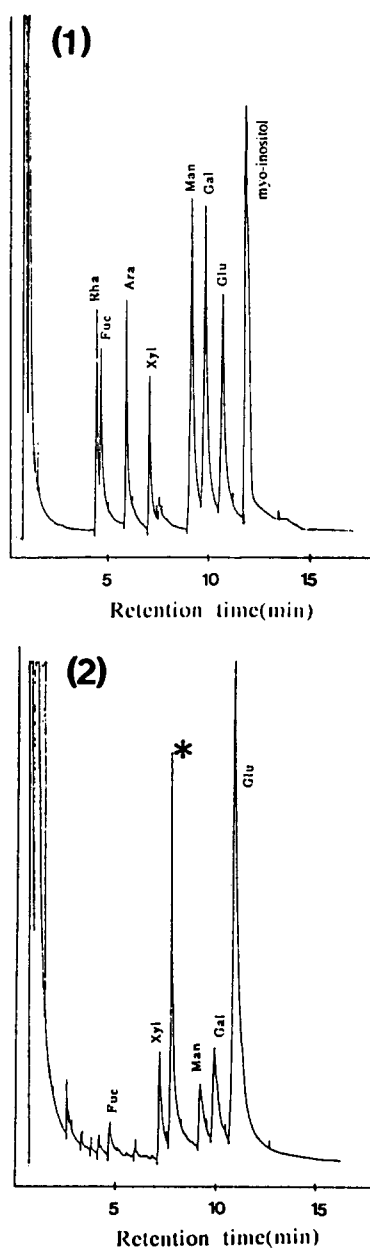 (1)
Rha
Fuc
Ara
Xyl
Man
Gal
Glu
myo-inositol
5 10 15
Retention time(min)
(2)
Fuc
Xyl
*
Man
Gal
Glu
5 10 15
Retention time(min)